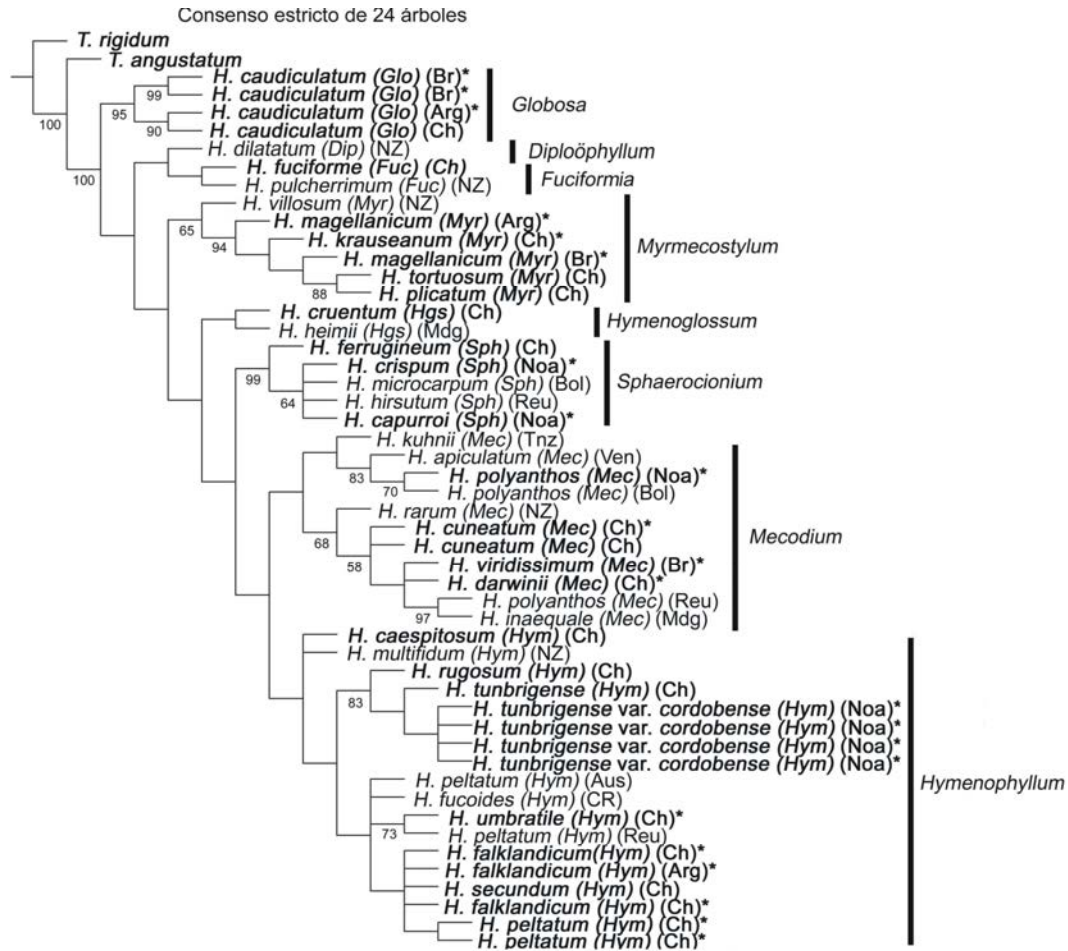 Consenso estricto de 24 árboles
T. rigidum
T. angustatum
H. caudiculatum (Glo) (Br)*
99
H. caudiculatum (Glo) (Br)*
95
Globosa
H. caudiculatum (Glo) (Arg)*
100
90
H. caudiculatum (Glo) (Ch)
H. dilatatum (Dip) (NZ)
Diploöphyllum
H. fuciforme (Fuc) (Ch)
100
Fuciformia
H. pulcherrimum (Fuc) (NZ)
H. villosum (Myr) (NZ)
65
H. magellanicum (Myr) (Arg)*
94
H. krauseanum (Myr) (Ch)*
Myrmecostylum
H. magellanicum (Myr) (Br)*
H. tortuosum (Myr) (Ch)
88
H. plicatum (Myr) (Ch)
H. cruentum (Hgs) (Ch)
Hymenoglossum
H. heimii (Hgs) (Mdg)
H. ferrugineum (Sph) (Ch)
99
H. crispum (Sph) (Noa)*
H. microcarpum (Sph) (Bol)
Sphaerocionium
64
H. hirsutum (Sph) (Reu)
H. capurroi (Sph) (Noa)*
H. kuhnii (Mec) (Tnz)
H. apiculatum (Mec) (Ven)
83
H. polyanthos (Mec) (Noa)*
70
H. polyanthos (Mec) (Bol)
H. rarum (Mec) (NZ)
68
H. cuneatum (Mec) (Ch)*
Mecodium
H. cuneatum (Mec) (Ch)
58
H. viridissimum (Mec) (Br)*
H. darwinii (Mec) (Ch)*
H. polyanthos (Mec) (Reu)
97
H. inaequale (Mec) (Mdg)
H. caespitosum (Hym) (Ch)
H. multifidum (Hym) (NZ)
H. rugosum (Hym) (Ch)
83
H. tunbrigense (Hym) (Ch)
H. tunbrigense var. cordobense (Hym) (Noa)*
H. tunbrigense var. cordobense (Hym) (Noa)*
H. tunbrigense var. cordobense (Hym) (Noa)*
H. tunbrigense var. cordobense (Hym) (Noa)*
H. peltatum (Hym) (Aus)
Hymenophyllum
H. fucoides (Hym) (CR)
H. umbratile (Hym) (Ch)*
73
H. peltatum (Hym) (Reu)
H. falklandicum(Hym) (Ch)*
H. falklandicum (Hym) (Arg)*
H. secundum (Hym) (Ch)
H. falklandicum (Hym) (Ch)*
H. peltatum (Hym) (Ch)*
H. peltatum (Hym) (Ch)*